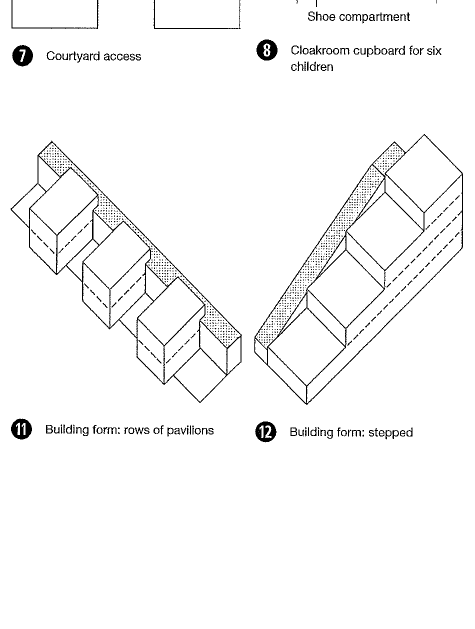 Shoe compartment
7 Courtyard access
8 Cloakroom cupboard for six
children
11 Building form: rows of pavilions
12 Building form: stepped